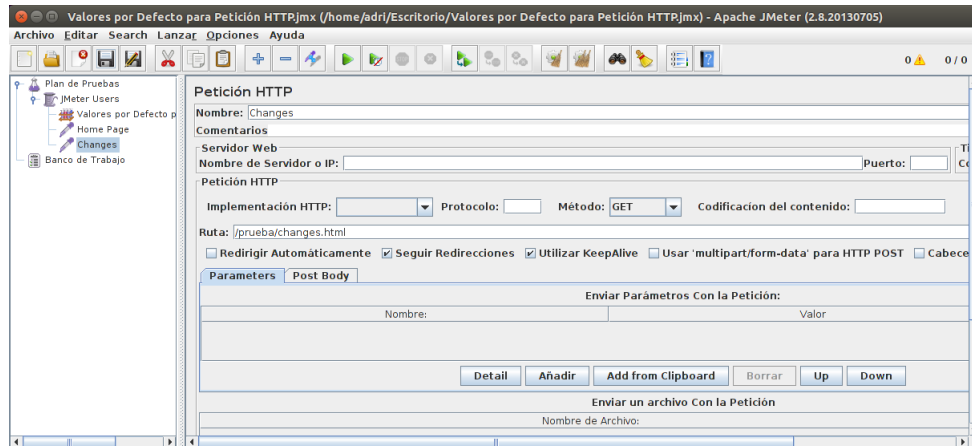 Valores por Defecto para Petición HTTP.jmx (/home/adri/Escritorio/Valores por Defecto para Petición HTTP.jmx) - Apache JMeter (2.8.20130705)
Archivo Editar Search Lanzar Opciones Ayuda
0 0 / 0
Plan de Pruebas
JMeter Users
Valores por Defecto p
Home Page
Changes
Banco de Trabajo
Petición HTTP
Nombre: Changes
Comentarios
Servidor Web
Nombre de Servidor o IP: Puerto:
Ti
Co
Petición HTTP
Implementación HTTP: Protocolo: Método: GET Codificacion del contenido:
Ruta: /prueba/changes.html
Redirigir Automáticamente Seguir Redirecciones Utilizar KeepAlive Usar 'multipart/form-data' para HTTP POST Cabece
Parameters Post Body
Enviar Parámetros Con la Petición:
Nombre: Valor
Detail Añadir Add from Clipboard Borrar Up Down
Enviar un archivo Con la Petición
Nombre de Archivo: